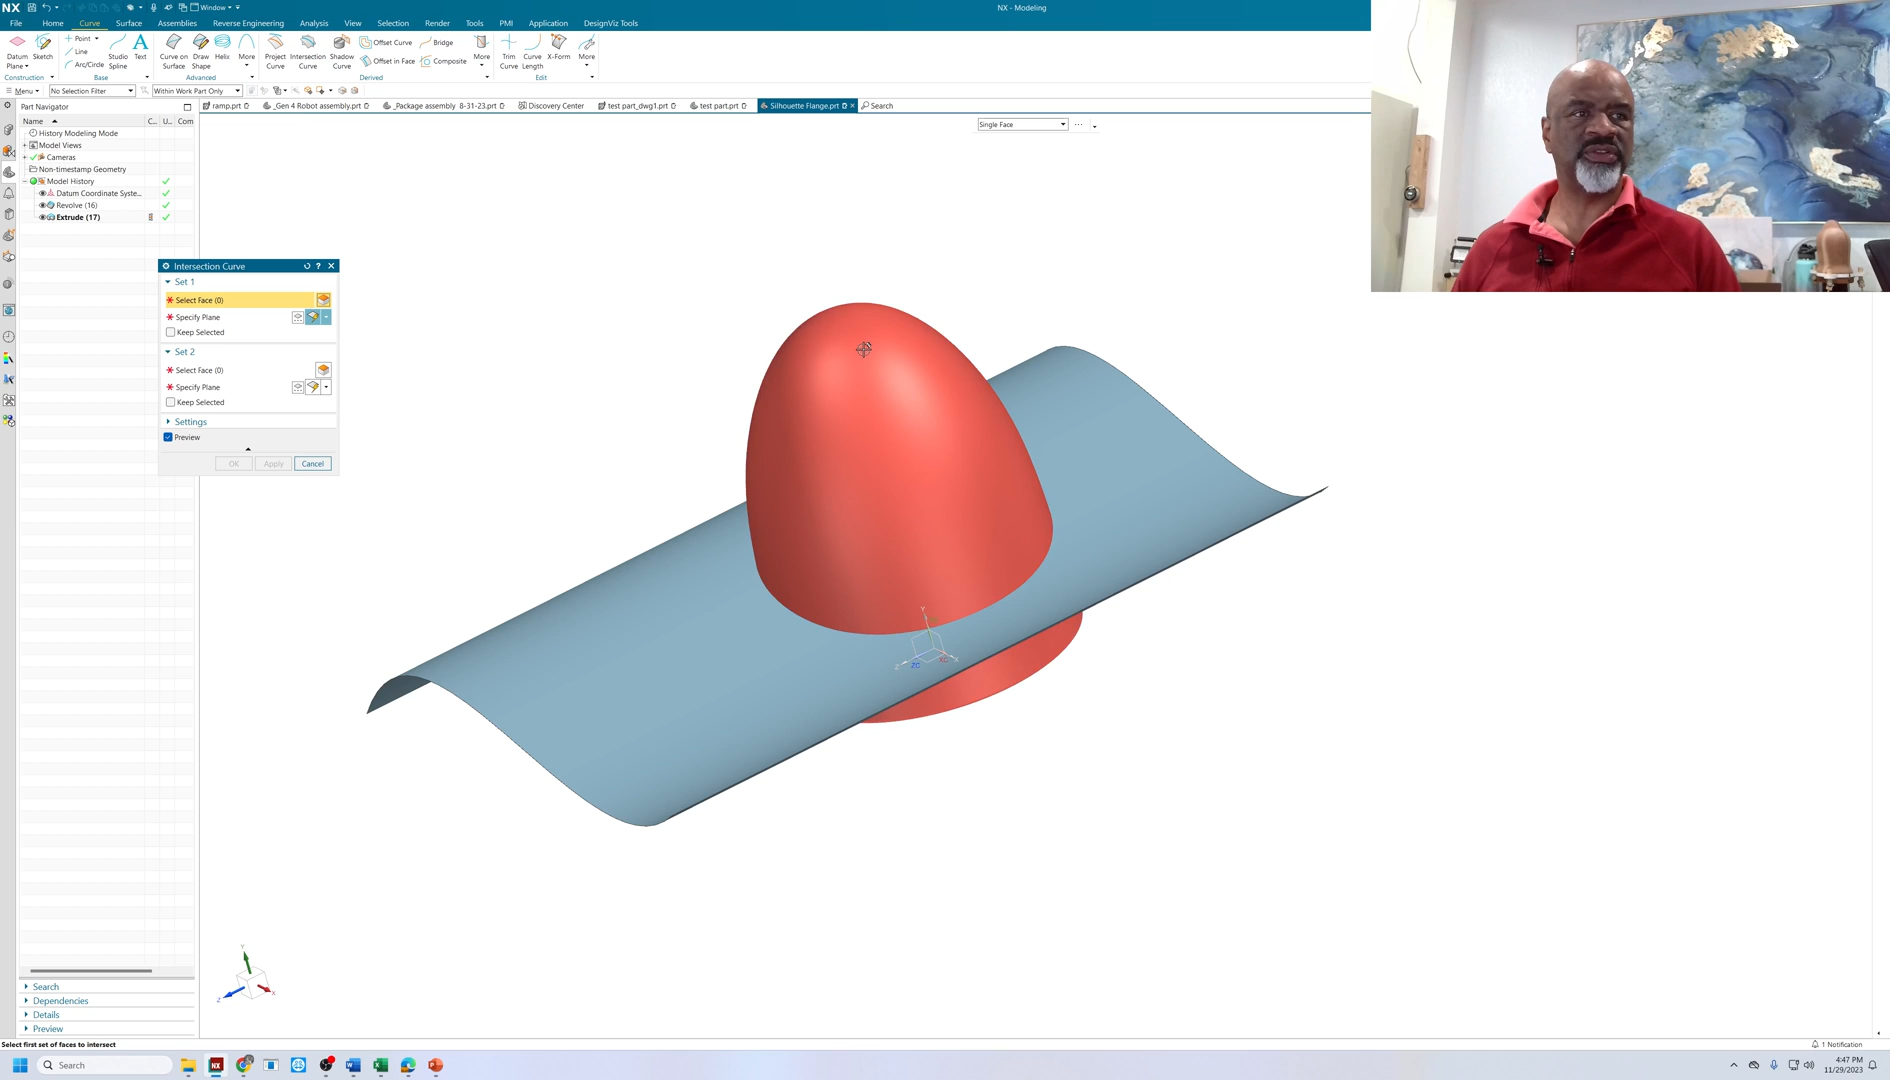 NX Window NX - Modeling
File Home Curve Surface Assemblies Reverse Engineering Analysis View Selection Render Tools PMI Application DesignViz Tools
Datum Plane Sketch Point Line Arc/Circle Studio Spline Text Curve on Surface Draw Shape Helix More Project Curve Intersection Curve Shadow Curve Offset Curve Offset in Face Bridge Composite More Trim Curve Curve Length X-Form More
Construction Base Advanced Derived Edit
Menu No Selection Filter Within Work Part Only
Part Navigator
ramp.prt _Gen 4 Robot assembly.prt _Package assembly 8-31-23.prt Discovery Center test part_dwg1.prt test part.prt Silhouette Flange.prt Search
Name C... U... Com
Single Face
History Modeling Mode
Model Views
Cameras
Non-timestamp Geometry
Model History
Datum Coordinate Syste...
Revolve (16)
Extrude (17)
Intersection Curve
Set 1
Select Face (0)
Specify Plane
Keep Selected
Set 2
Select Face (0)
Specify Plane
Keep Selected
Settings
Preview
OK Apply Cancel
Y
Z ZC XC X
Y
Z X
Search
Dependencies
Details
Preview
Select first set of faces to intersect
1 Notification
Search
NX
4:47 PM
11/29/2023